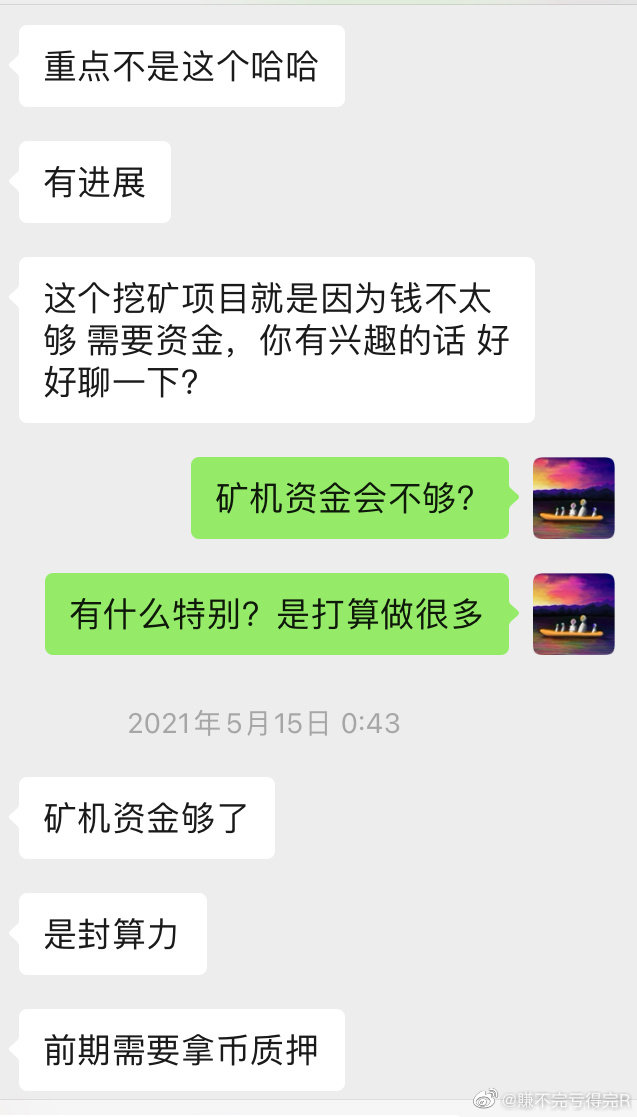 重点不是这个哈哈
有进展
这个挖矿项目就是因为钱不太
够 需要资金，你有兴趣的话 好
好聊一下？
矿机资金会不够？
有什么特别？是打算做很多
2021年5月15日 0:43
矿机资金够了
是封算力
前期需要拿币质押
@賺不完亏得完R